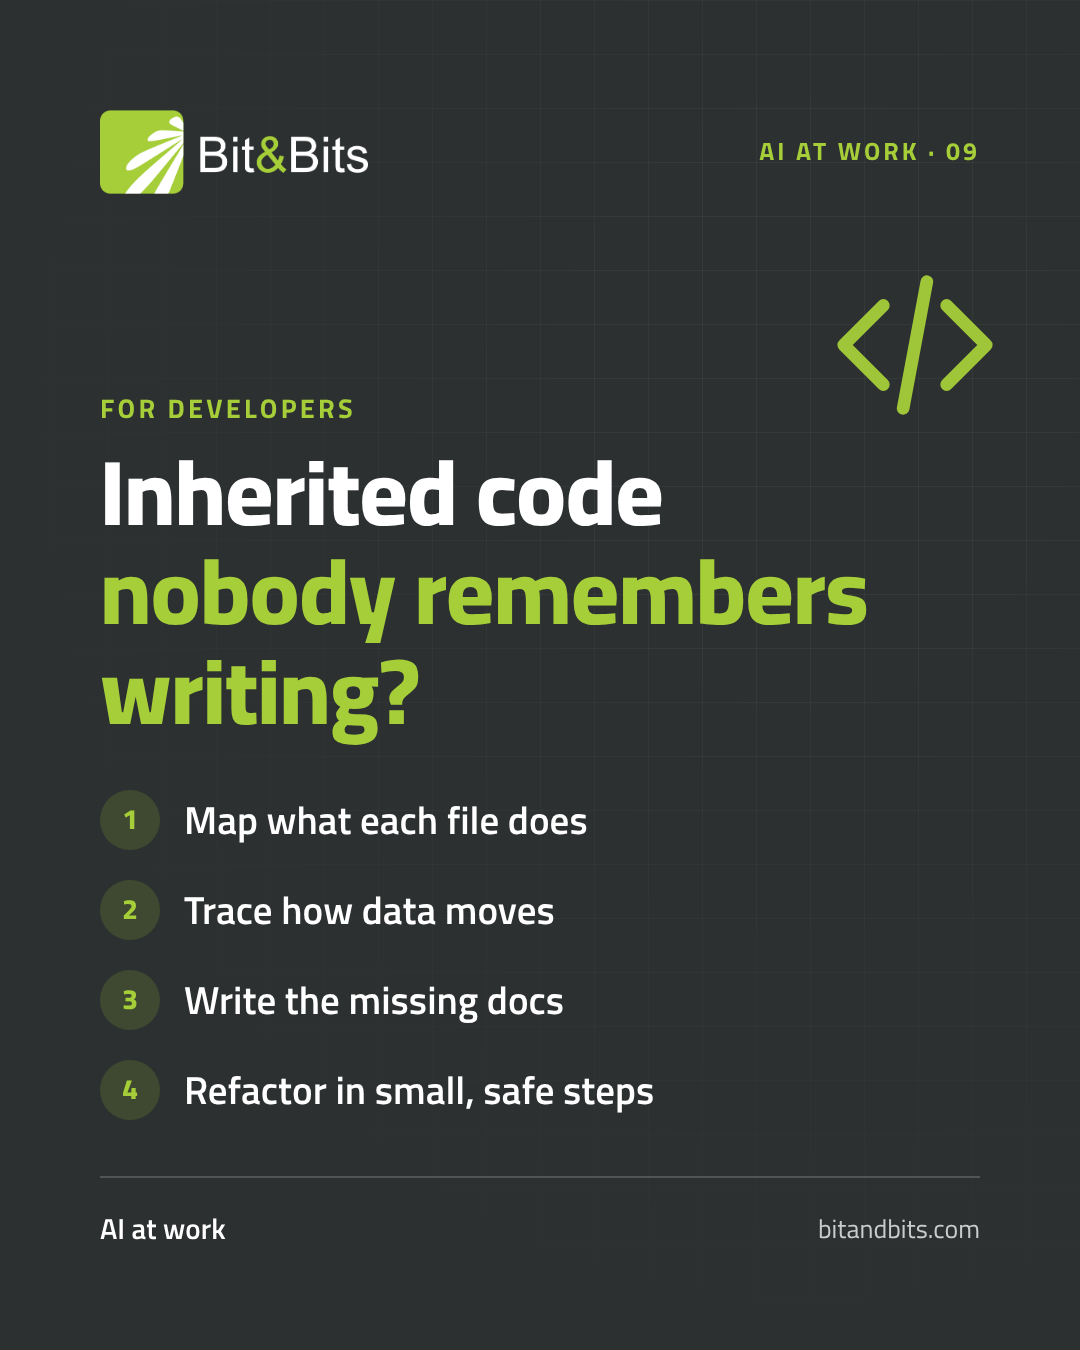 Bit&Bits
AI AT WORK · 09
FOR DEVELOPERS
Inherited code
nobody remembers
writing?
1 Map what each file does
2 Trace how data moves
3 Write the missing docs
4 Refactor in small, safe steps
AI at work
bitandbits.com